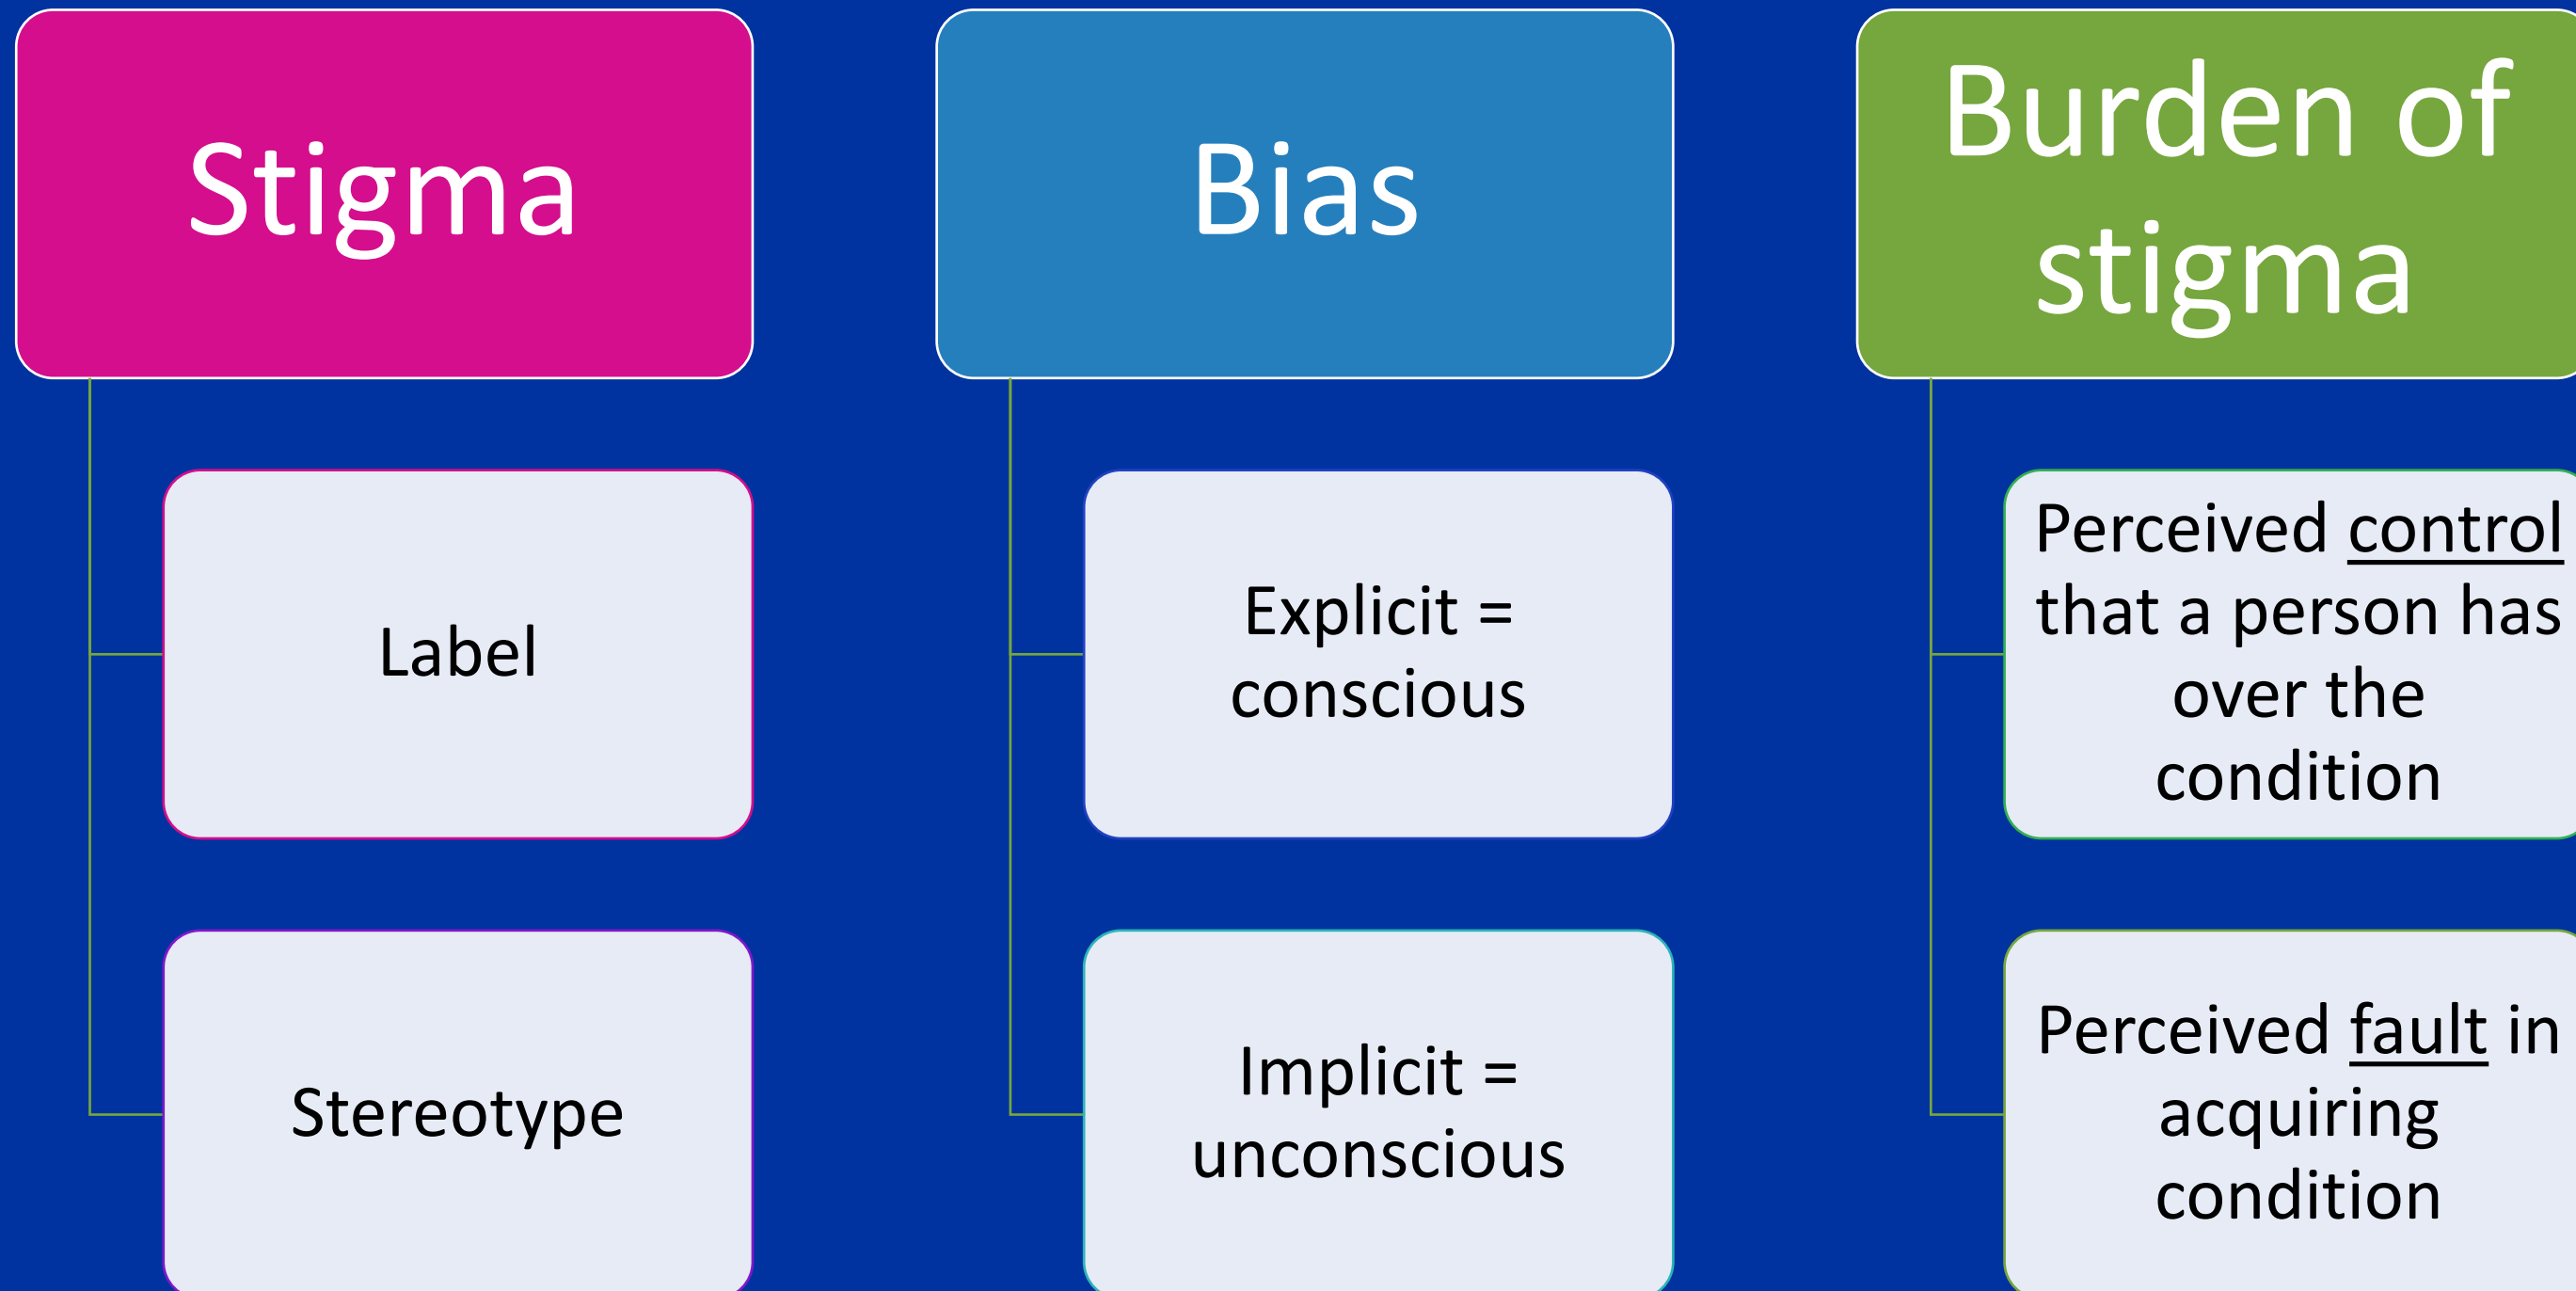 Stigma
Label
Stereotype
Bias
Explicit =
conscious
Implicit =
unconscious
Burden of
stigma
Perceived control
that a person has
over the
condition
Perceived fault in
acquiring
condition